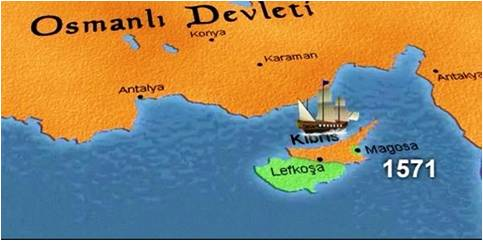 Osmanlı Devleti
Konya
Karaman
Antakya
Antalya
Kıbrıs
Magosa
Lefkoşa
1571